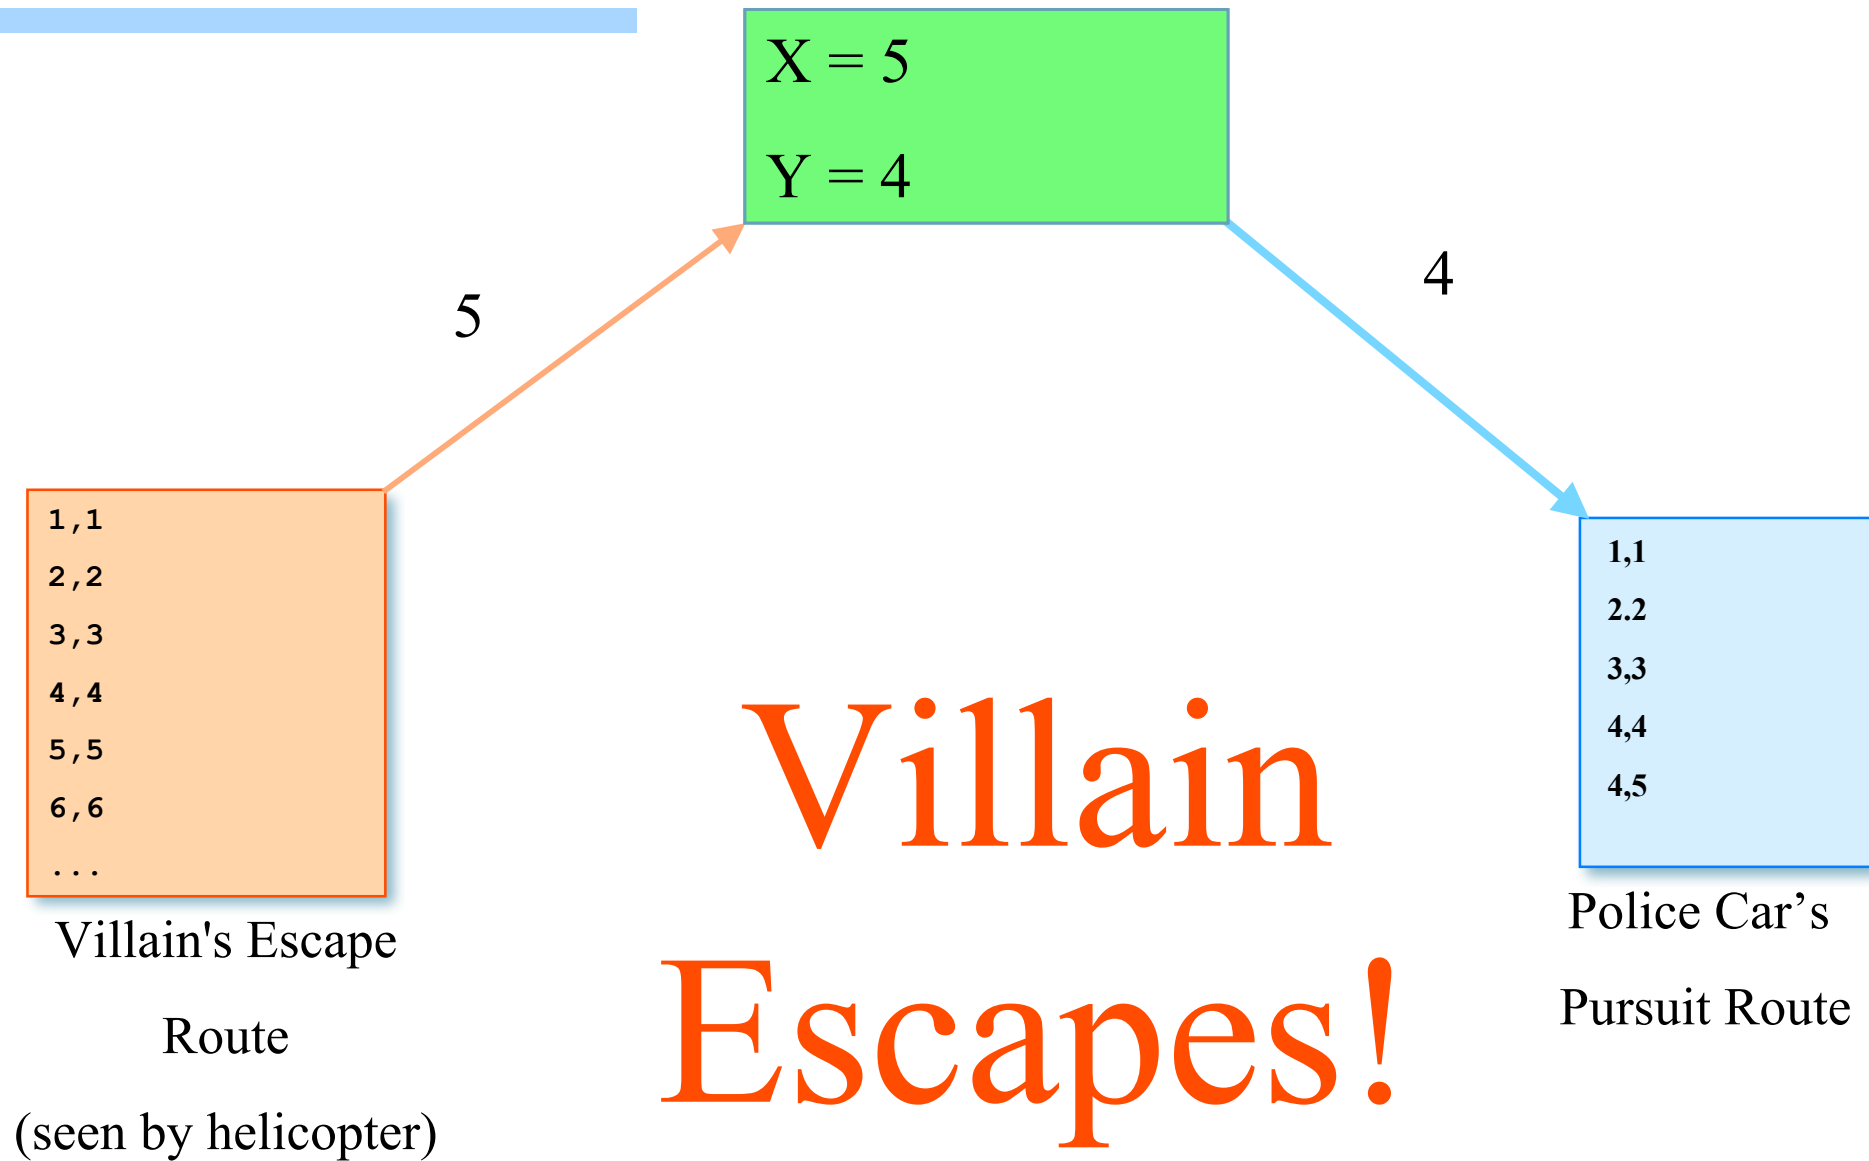 X = 5
Y = 4
5
4
1,1
2,2
3,3
4,4
5,5
6,6
...
Villain's Escape
Route
(seen by helicopter)
Villain
Escapes!
1,1
2.2
3,3
4,4
4,5
Police Car’s
Pursuit Route